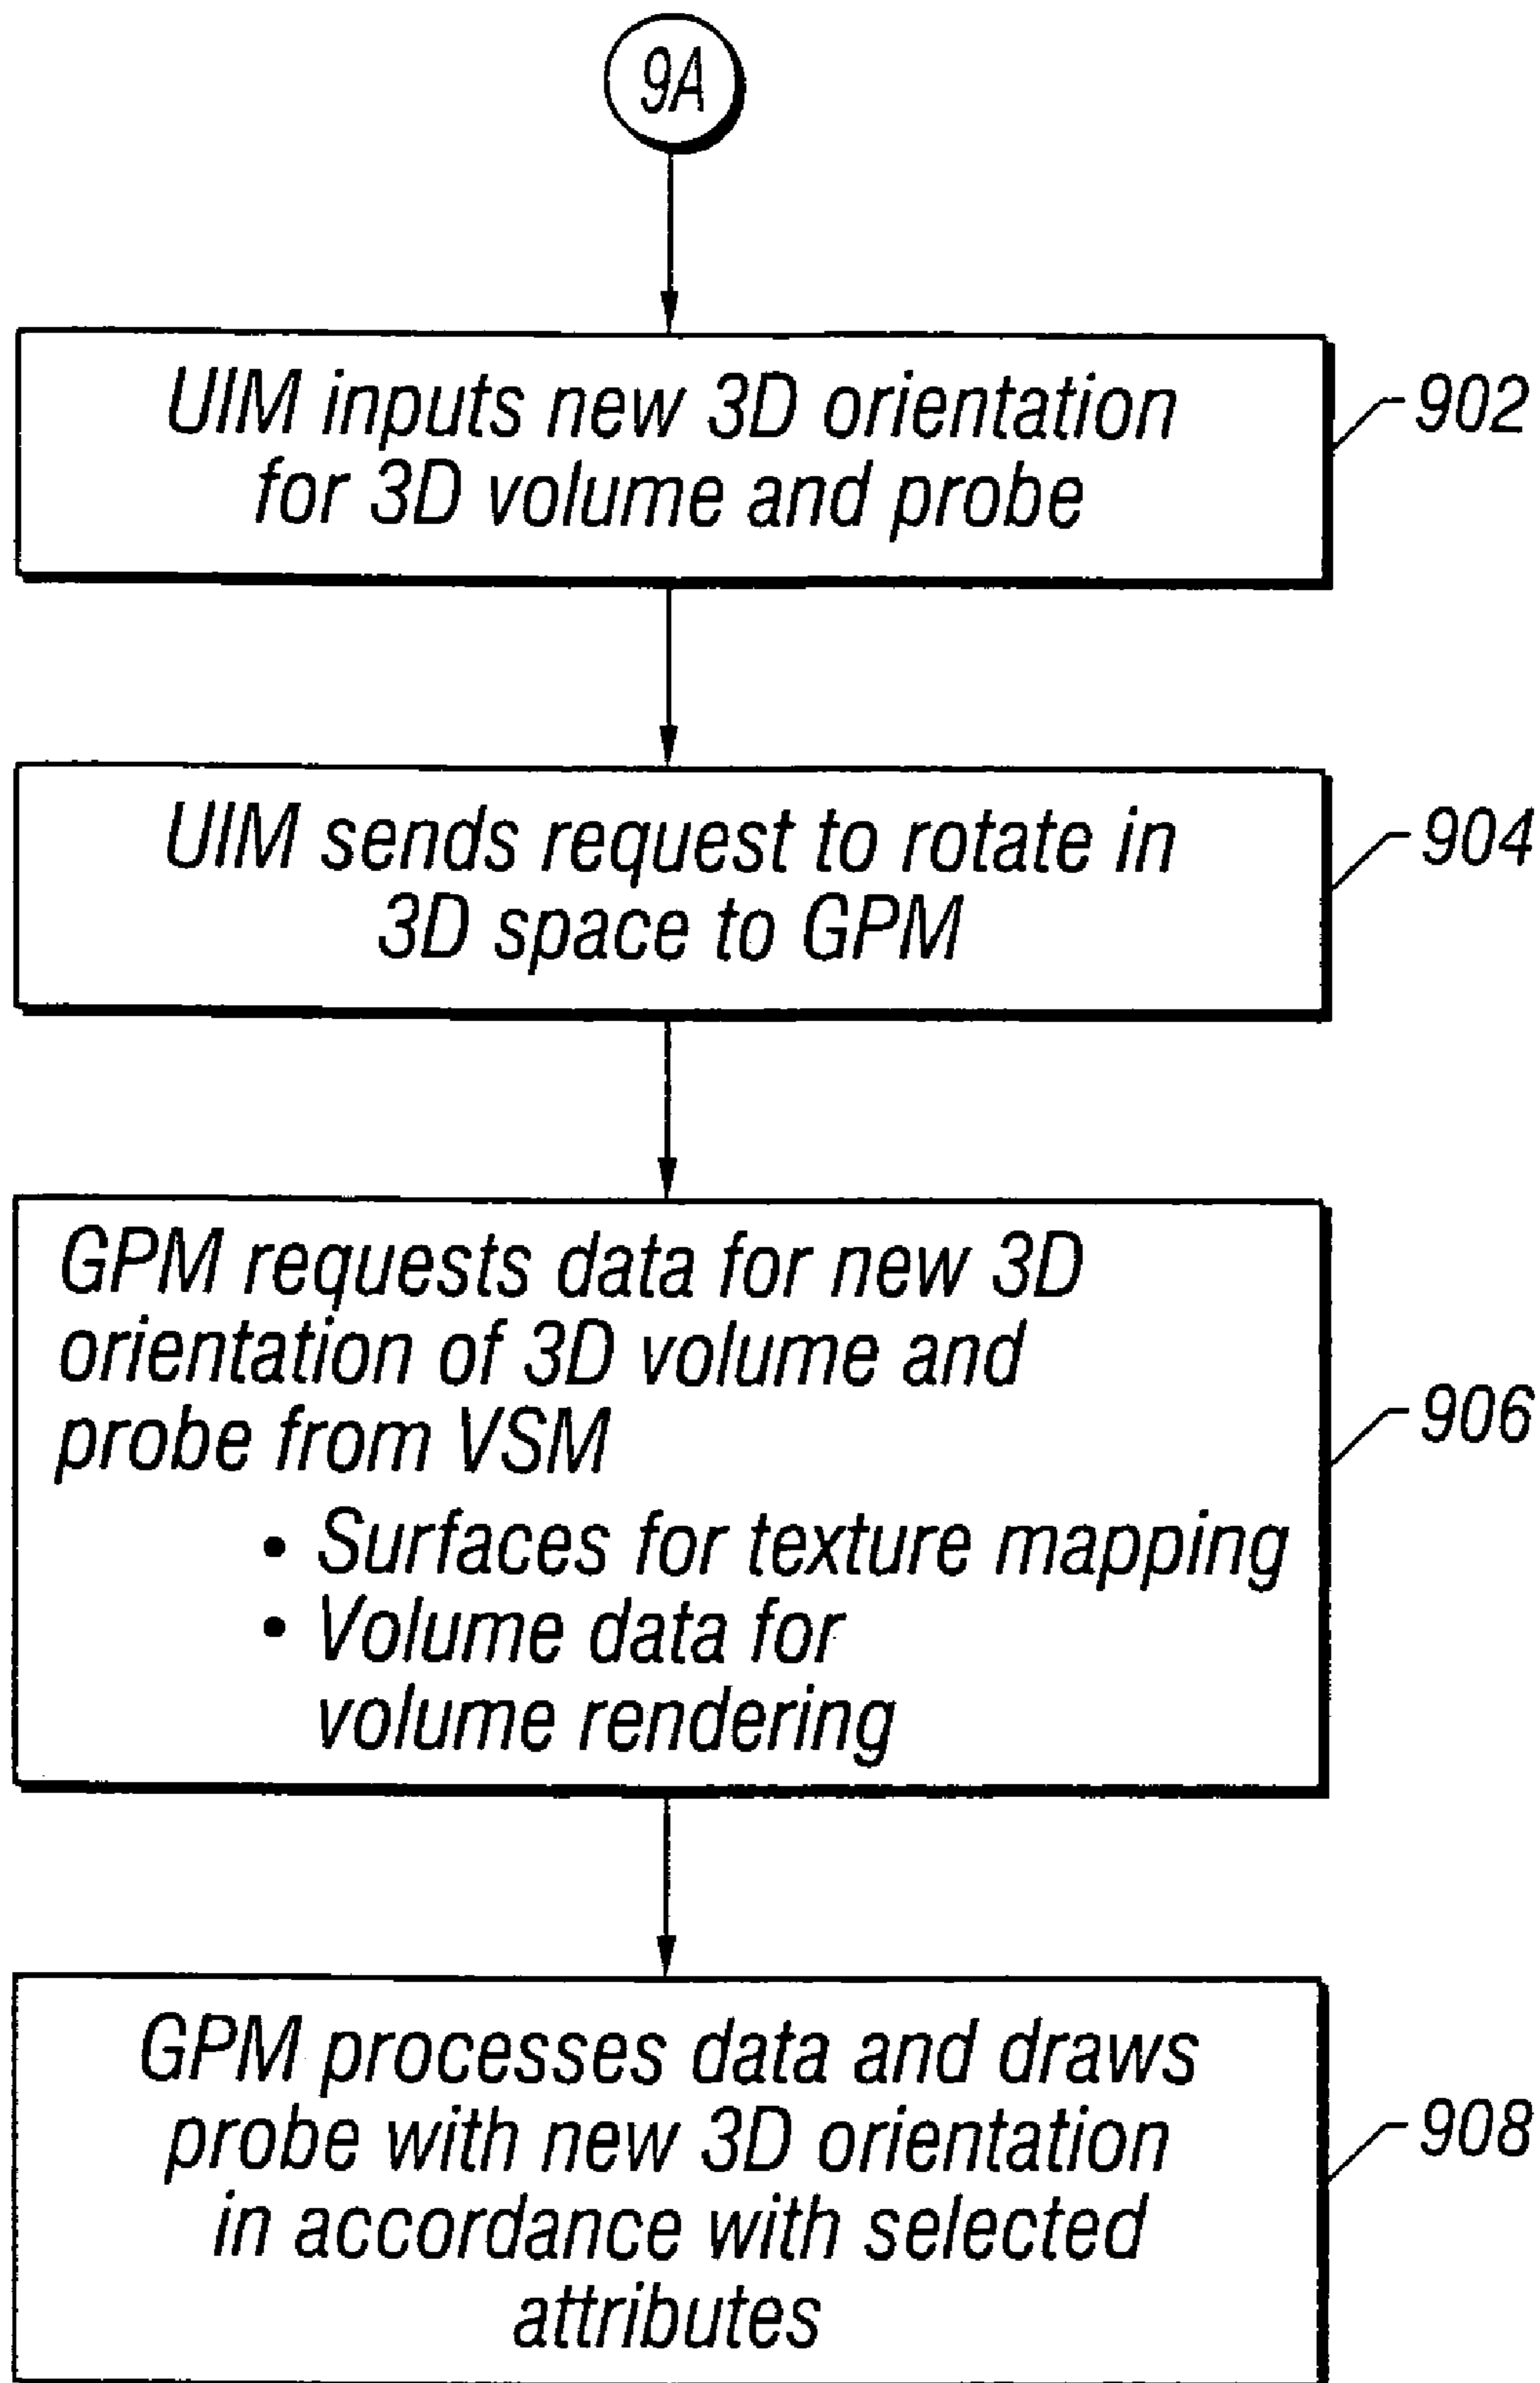 9A
UIM inputs new 3D orientation
for 3D volume and probe
902
UIM sends request to rotate in
3D space to GPM
904
GPM requests data for new 3D
orientation of 3D volume and
probe from VSM
• Surfaces for texture mapping
• Volume data for
volume rendering
906
GPM processes data and draws
probe with new 3D orientation
in accordance with selected
attributes
908